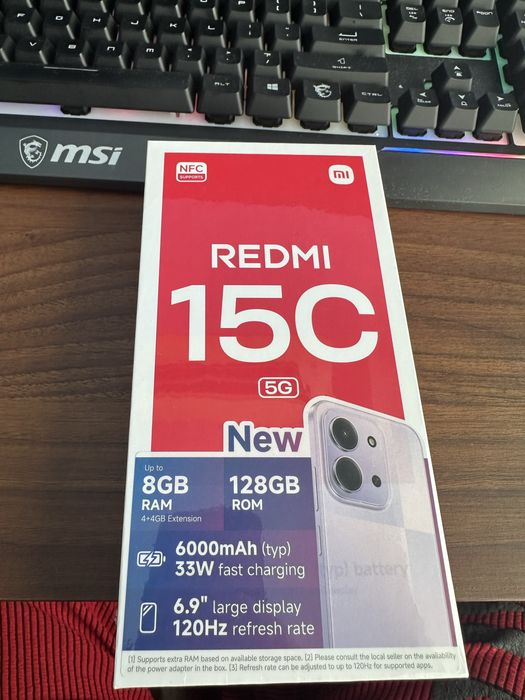 msi
NFC
SUPPORTS
mi
REDMI
15C
5G
New
Up to
8GB
RAM
4+4GB Extension
128GB
ROM
6000mAh (typ)
33W fast charging
6.9" large display
120Hz refresh rate
yp) battery
[1] Supports extra RAM based on available storage space. [2] Please consult the local seller on the availability
of the power adapter in the box. [3] Refresh rate can be adjusted to up to 120Hz for supported apps.